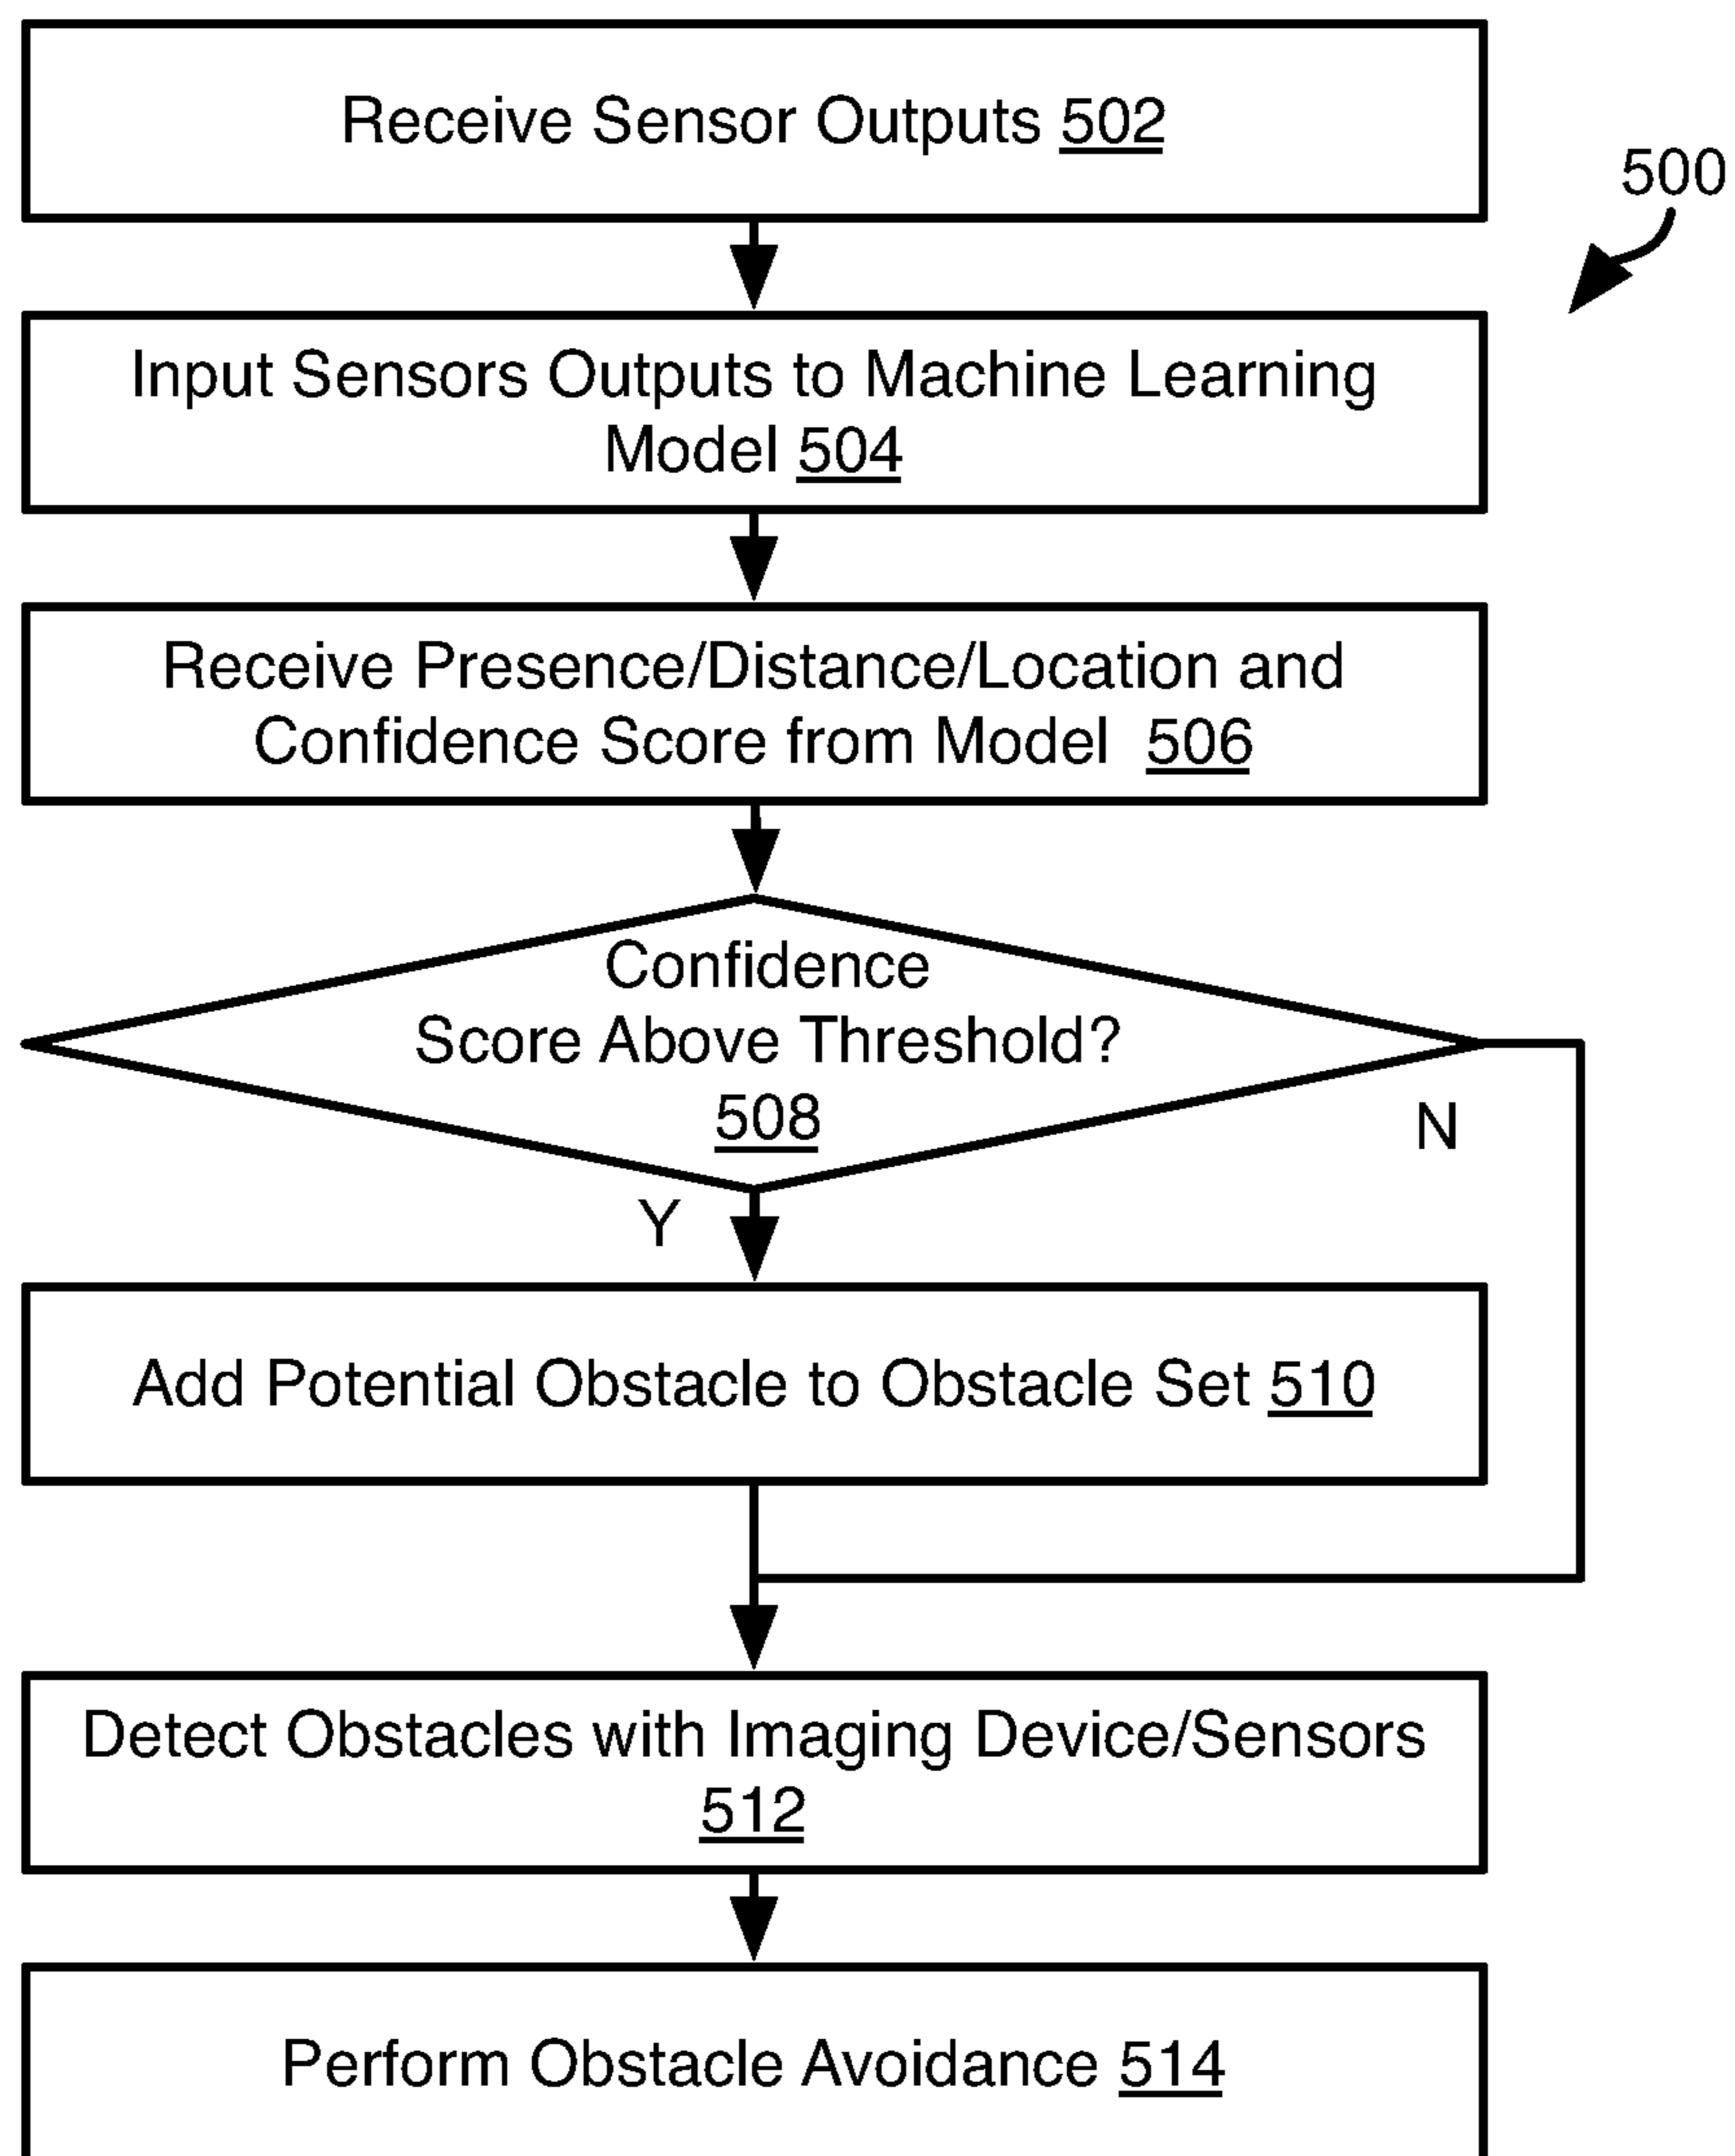 Receive Sensor Outputs 502
500
Input Sensors Outputs to Machine Learning
Model 504
Receive Presence/Distance/Location and
Confidence Score from Model 506
Confidence
Score Above Threshold?
508
N
Y
Add Potential Obstacle to Obstacle Set 510
Detect Obstacles with Imaging Device/Sensors
512
Perform Obstacle Avoidance 514